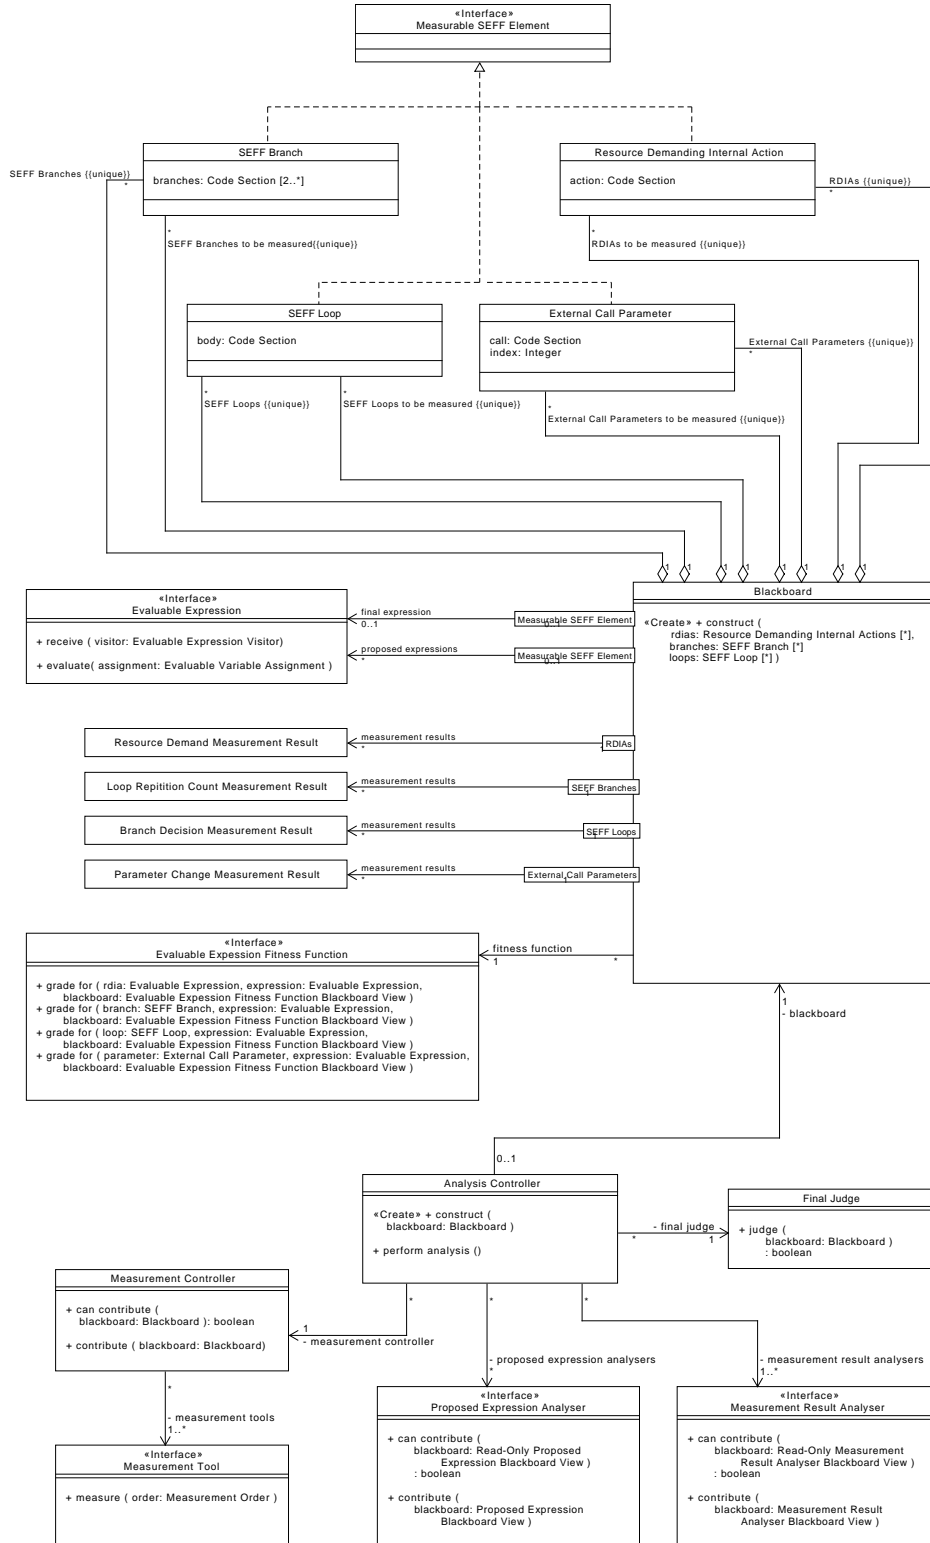 «Interface»
Measurable SEFF Element
SEFF Branch
branches: Code Section [2..*]
SEFF Branches {{unique}}
*
*
SEFF Branches to be measured{{unique}}
Resource Demanding Internal Action
action: Code Section
RDIAs {{unique}}
*
*
RDIAs to be measured {{unique}}
SEFF Loop
body: Code Section
*
SEFF Loops {{unique}}
*
SEFF Loops to be measured {{unique}}
External Call Parameter
call: Code Section
index: Integer
External Call Parameters {{unique}}
*
*
External Call Parameters to be measured {{unique}}
1
1
1
1
1
1
1
1
Blackboard
«Create» + construct (
rdias: Resource Demanding Internal Actions [*],
branches: SEFF Branch [*]
loops: SEFF Loop [*] )
«Interface»
Evaluable Expression
+ receive ( visitor: Evaluable Expression Visitor)
+ evaluate( assignment: Evaluable Variable Assignment )
final expression
0..1
Measurable SEFF Element
0..1
proposed expressions
*
Measurable SEFF Element
0..1
Resource Demand Measurement Result
measurement results
*
RDIAs
Loop Repitition Count Measurement Result
measurement results
*
SEFF Branches
1
Branch Decision Measurement Result
measurement results
*
SEFF Loops
1
Parameter Change Measurement Result
measurement results
*
External Call Parameters
1
«Interface»
Evaluable Expession Fitness Function
+ grade for ( rdia: Evaluable Expression, expression: Evaluable Expression,
blackboard: Evaluable Expession Fitness Function Blackboard View )
+ grade for ( branch: SEFF Branch, expression: Evaluable Expression,
blackboard: Evaluable Expession Fitness Function Blackboard View )
+ grade for ( loop: SEFF Loop, expression: Evaluable Expression,
blackboard: Evaluable Expession Fitness Function Blackboard View )
+ grade for ( parameter: External Call Parameter, expression: Evaluable Expression,
blackboard: Evaluable Expession Fitness Function Blackboard View )
fitness function
1
*
1
- blackboard
0..1
Analysis Controller
«Create» + construct (
blackboard: Blackboard )
+ perform analysis ()
- final judge
*
1
Final Judge
+ judge (
blackboard: Blackboard )
: boolean
Measurement Controller
+ can contribute (
blackboard: Blackboard ): boolean
+ contribute ( blackboard: Blackboard)
*
1
- measurement controller
*
- proposed expression analysers
*
*
- measurement result analysers
1..*
*
- measurement tools
1..*
«Interface»
Measurement Tool
+ measure ( order: Measurement Order )
«Interface»
Proposed Expression Analyser
+ can contribute (
blackboard: Read-Only Proposed
Expression Blackboard View )
: boolean
+ contribute (
blackboard: Proposed Expression
Blackboard View )
«Interface»
Measurement Result Analyser
+ can contribute (
blackboard: Read-Only Measurement
Result Analyser Blackboard View )
: boolean
+ contribute (
blackboard: Measurement Result
Analyser Blackboard View )